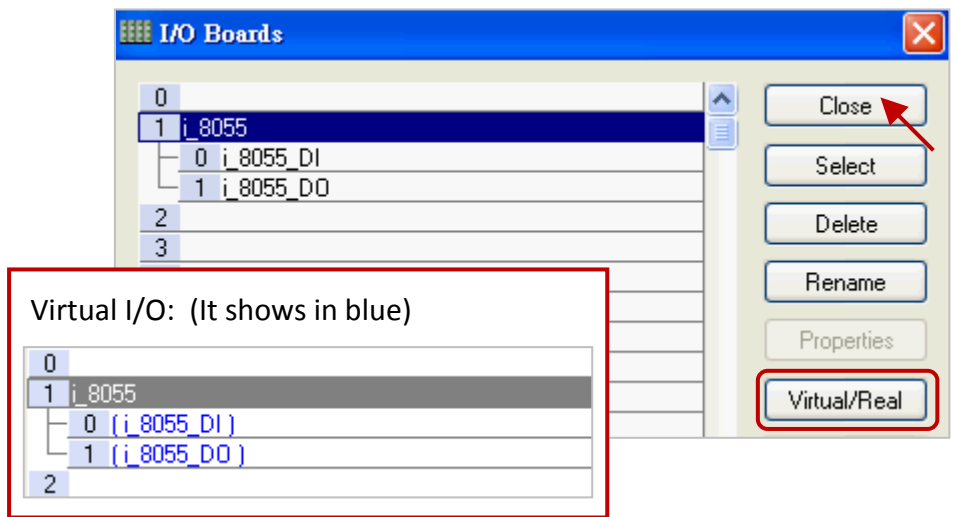 I/O Boards
0
1 i_8055
0 i_8055_DI
1 i_8055_DO
2
3
Close
Select
Delete
Rename
Properties
Virtual/Real
Virtual I/O: (It shows in blue)
0
1 i_8055
0 ( i_8055_DI )
1 ( i_8055_DO )
2